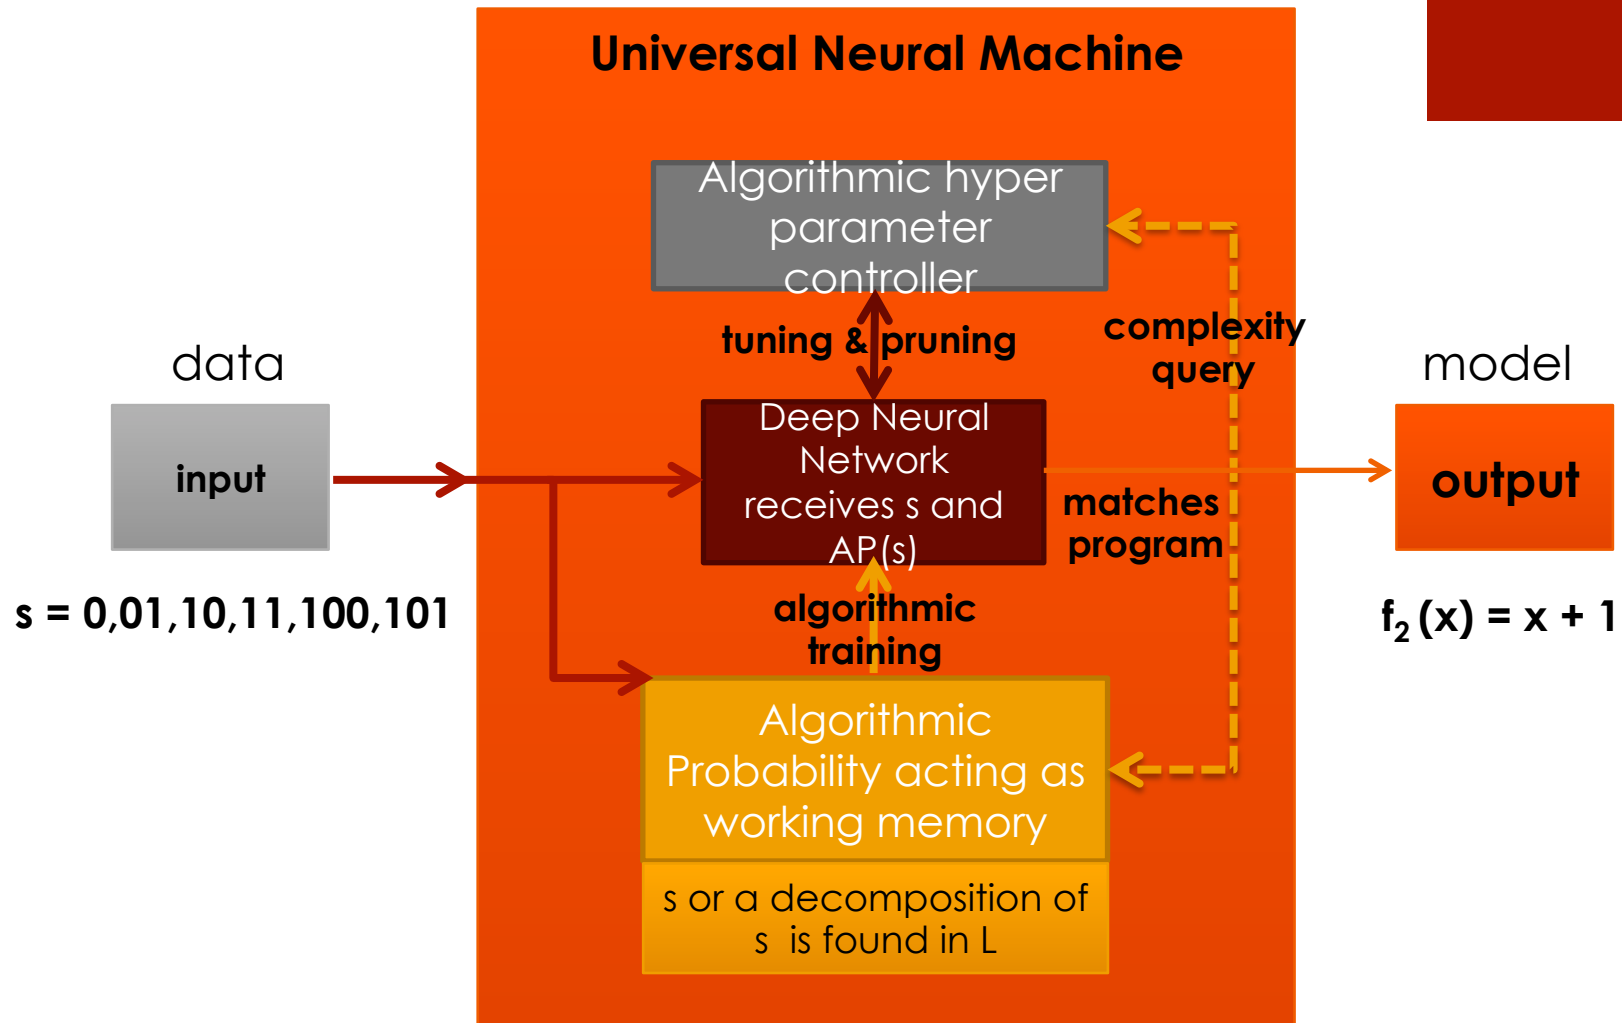 Universal Neural Machine
Algorithmic hyper
parameter
controller
tuning & pruning
complexity
query
data
input
s = 0,01,10,11,100,101
Deep Neural
Network
receives s and
AP(s)
matches
program
model
output
f₂ (x) = x + 1
algorithmic
training
Algorithmic
Probability acting as
working memory
s or a decomposition of
s is found in L